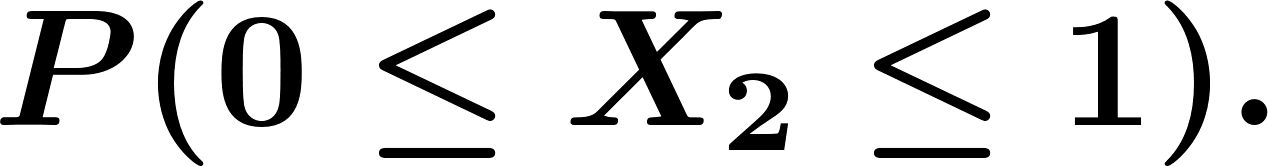 P(0 ≤ X₂ ≤ 1).